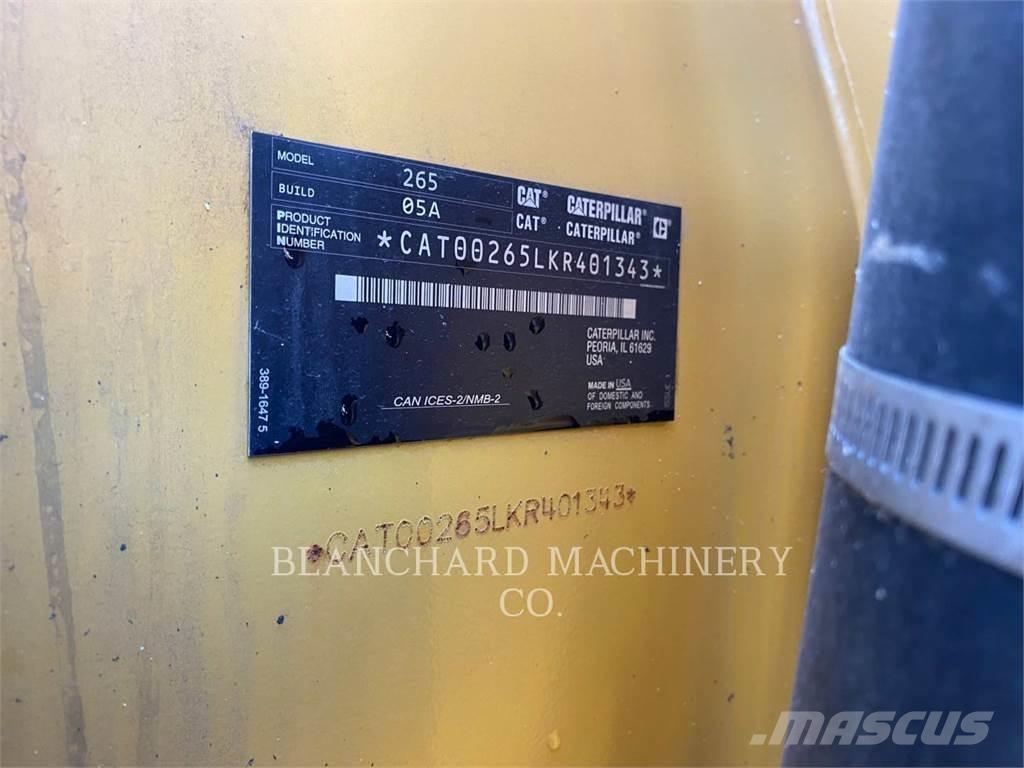 MODEL 265
BUILD 05A
CAT® CATERPILLAR®
CAT® CATERPILLAR®
PRODUCT
IDENTIFICATION
NUMBER
*CAT00265LKR401343*
CATERPILLAR INC.
PEORIA, IL 61629
USA
MADE IN USA
OF DOMESTIC AND
FOREIGN COMPONENTS
CAN ICES-2/NMB-2
389-1647 5
ISSUE 1
*CAT00265LKR401343*
BLANCHARD MACHINERY
CO.
MASCUS